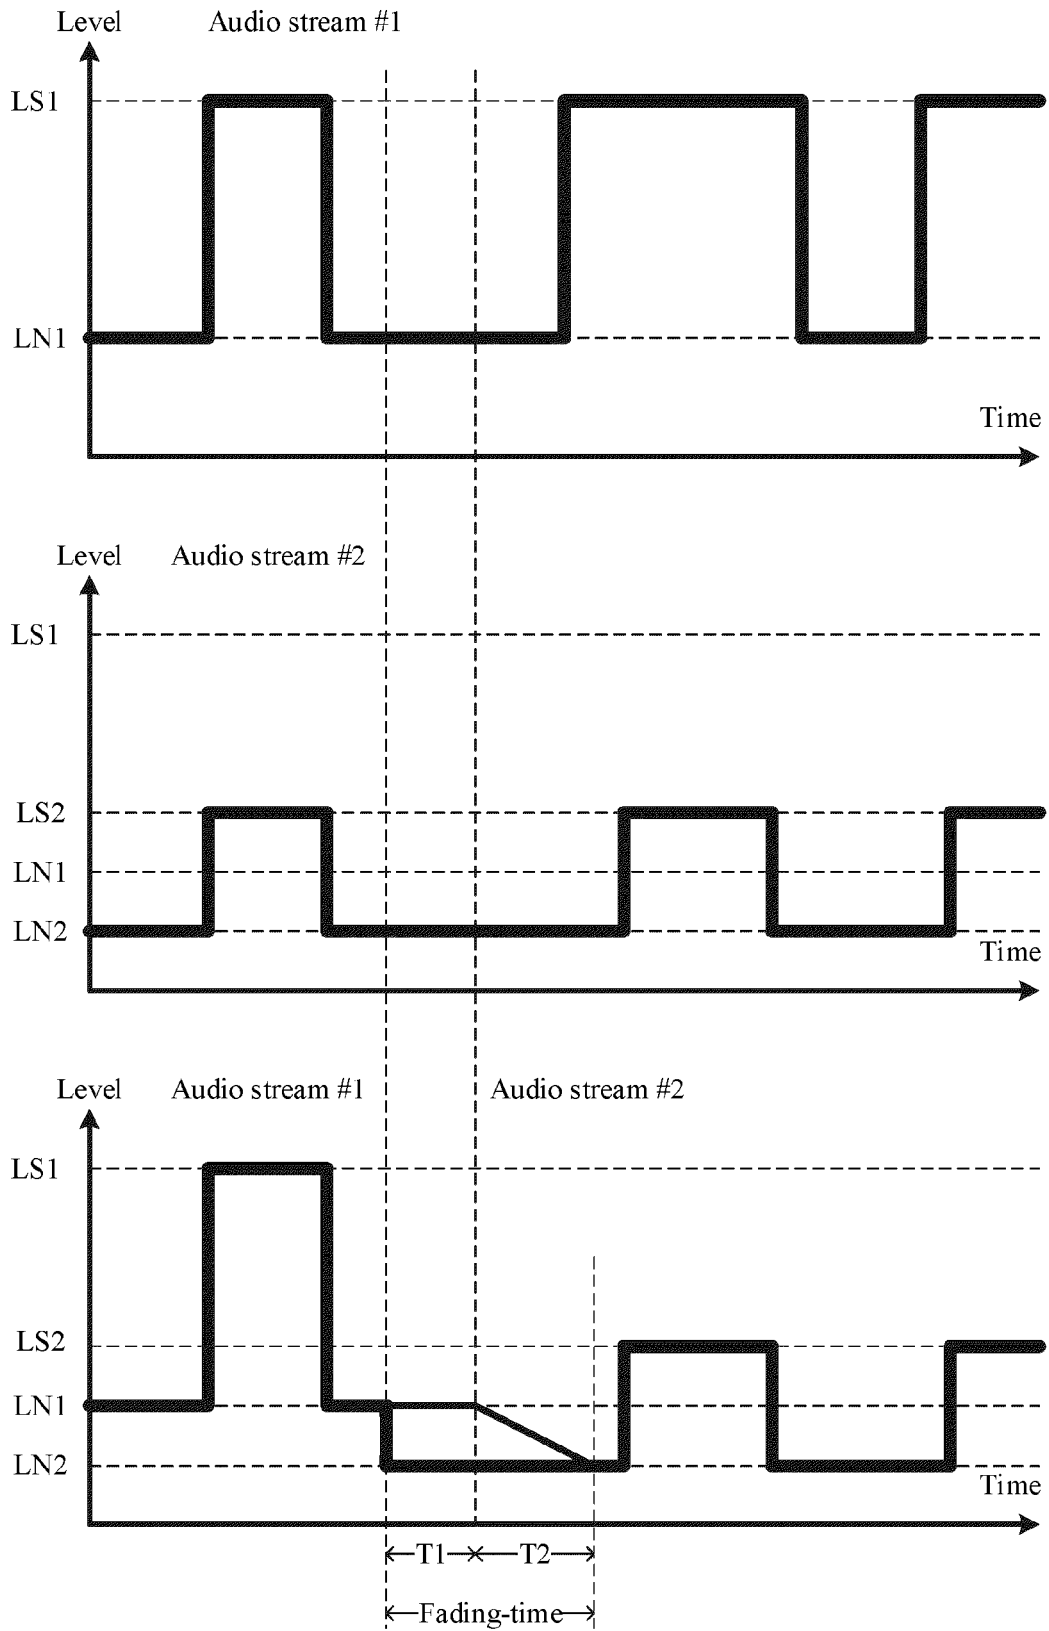 Level Audio stream #1
LS1
LN1
Time
Level Audio stream #2
LS1
LS2
LN1
LN2
Time
Level Audio stream #1 Audio stream #2
LS1
LS2
LN1
LN2
Time
T1 T2
Fading-time